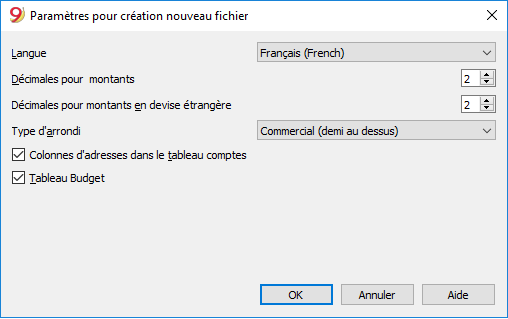 9 Paramètres pour création nouveau fichier
Langue Français (French)
Décimales pour montants 2
Décimales pour montants en devise étrangère 2
Type d'arrondi Commercial (demi au dessus)
Colonnes d'adresses dans le tableau comptes
Tableau Budget
OK Annuler Aide